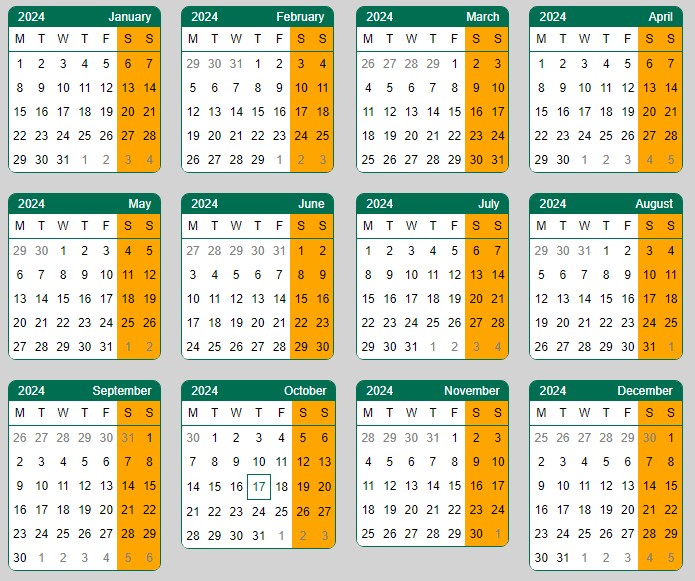 2024 January
M T W T F S S
1 2 3 4 5 6 7
8 9 10 11 12 13 14
15 16 17 18 19 20 21
22 23 24 25 26 27 28
29 30 31 1 2 3 4
2024 February
M T W T F S S
29 30 31 1 2 3 4
5 6 7 8 9 10 11
12 13 14 15 16 17 18
19 20 21 22 23 24 25
26 27 28 29 1 2 3
2024 March
M T W T F S S
26 27 28 29 1 2 3
4 5 6 7 8 9 10
11 12 13 14 15 16 17
18 19 20 21 22 23 24
25 26 27 28 29 30 31
2024 April
M T W T F S S
1 2 3 4 5 6 7
8 9 10 11 12 13 14
15 16 17 18 19 20 21
22 23 24 25 26 27 28
29 30 1 2 3 4 5
2024 May
M T W T F S S
29 30 1 2 3 4 5
6 7 8 9 10 11 12
13 14 15 16 17 18 19
20 21 22 23 24 25 26
27 28 29 30 31 1 2
2024 June
M T W T F S S
27 28 29 30 31 1 2
3 4 5 6 7 8 9
10 11 12 13 14 15 16
17 18 19 20 21 22 23
24 25 26 27 28 29 30
2024 July
M T W T F S S
1 2 3 4 5 6 7
8 9 10 11 12 13 14
15 16 17 18 19 20 21
22 23 24 25 26 27 28
29 30 31 1 2 3 4
2024 August
M T W T F S S
29 30 31 1 2 3 4
5 6 7 8 9 10 11
12 13 14 15 16 17 18
19 20 21 22 23 24 25
26 27 28 29 30 31 1
2024 September
M T W T F S S
26 27 28 29 30 31 1
2 3 4 5 6 7 8
9 10 11 12 13 14 15
16 17 18 19 20 21 22
23 24 25 26 27 28 29
30 1 2 3 4 5 6
2024 October
M T W T F S S
30 1 2 3 4 5 6
7 8 9 10 11 12 13
14 15 16 17 18 19 20
21 22 23 24 25 26 27
28 29 30 31 1 2 3
2024 November
M T W T F S S
28 29 30 31 1 2 3
4 5 6 7 8 9 10
11 12 13 14 15 16 17
18 19 20 21 22 23 24
25 26 27 28 29 30 1
2024 December
M T W T F S S
25 26 27 28 29 30 1
2 3 4 5 6 7 8
9 10 11 12 13 14 15
16 17 18 19 20 21 22
23 24 25 26 27 28 29
30 31 1 2 3 4 5